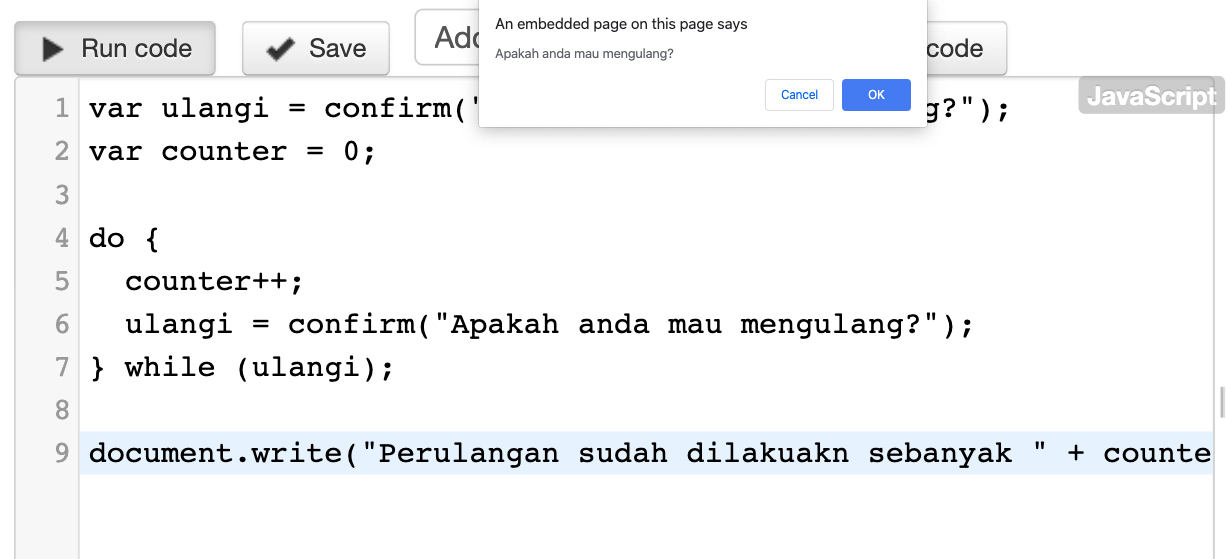 Run code
Save
Add
code
An embedded page on this page says
Apakah anda mau mengulang?
Cancel
OK
JavaScript
1 var ulangi = confirm(" g?");
2 var counter = 0;
3
4 do {
5 counter++;
6 ulangi = confirm("Apakah anda mau mengulang?");
7 } while (ulangi);
8
9 document.write("Perulangan sudah dilakuakn sebanyak " + counte